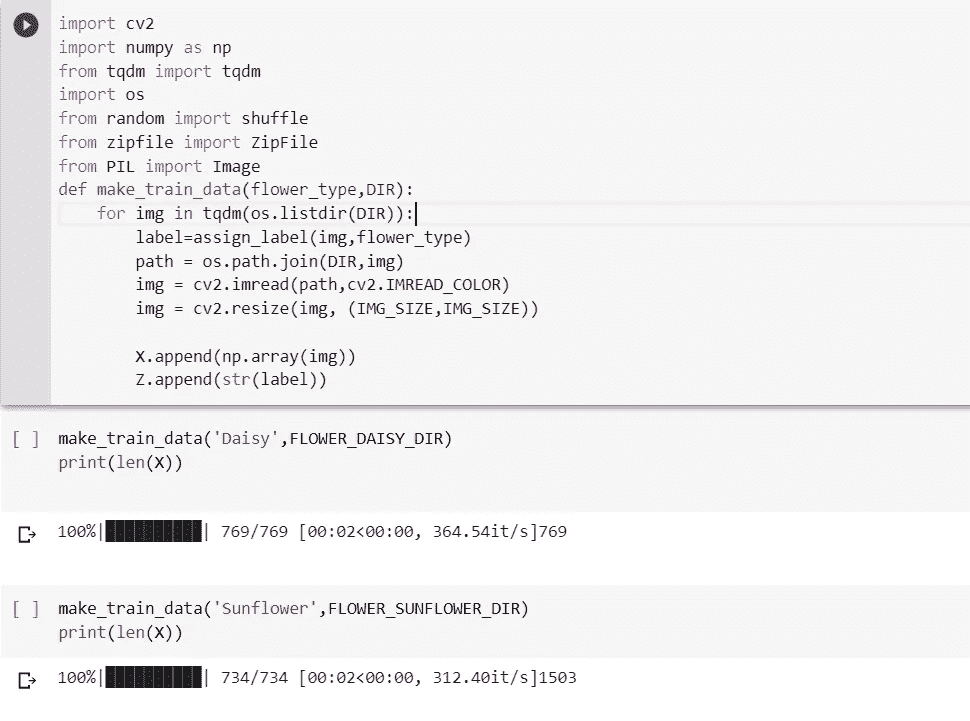 import cv2
import numpy as np
from tqdm import tqdm
import os
from random import shuffle
from zipfile import ZipFile
from PIL import Image
def make_train_data(flower_type,DIR):
    for img in tqdm(os.listdir(DIR)):
        label=assign_label(img,flower_type)
        path = os.path.join(DIR,img)
        img = cv2.imread(path,cv2.IMREAD_COLOR)
        img = cv2.resize(img, (IMG_SIZE,IMG_SIZE))
        X.append(np.array(img))
        Z.append(str(label))
[ ] make_train_data('Daisy',FLOWER_DAISY_DIR)
print(len(X))
100%|██████████| 769/769 [00:02<00:00, 364.54it/s]769
[ ] make_train_data('Sunflower',FLOWER_SUNFLOWER_DIR)
print(len(X))
100%|██████████| 734/734 [00:02<00:00, 312.40it/s]1503